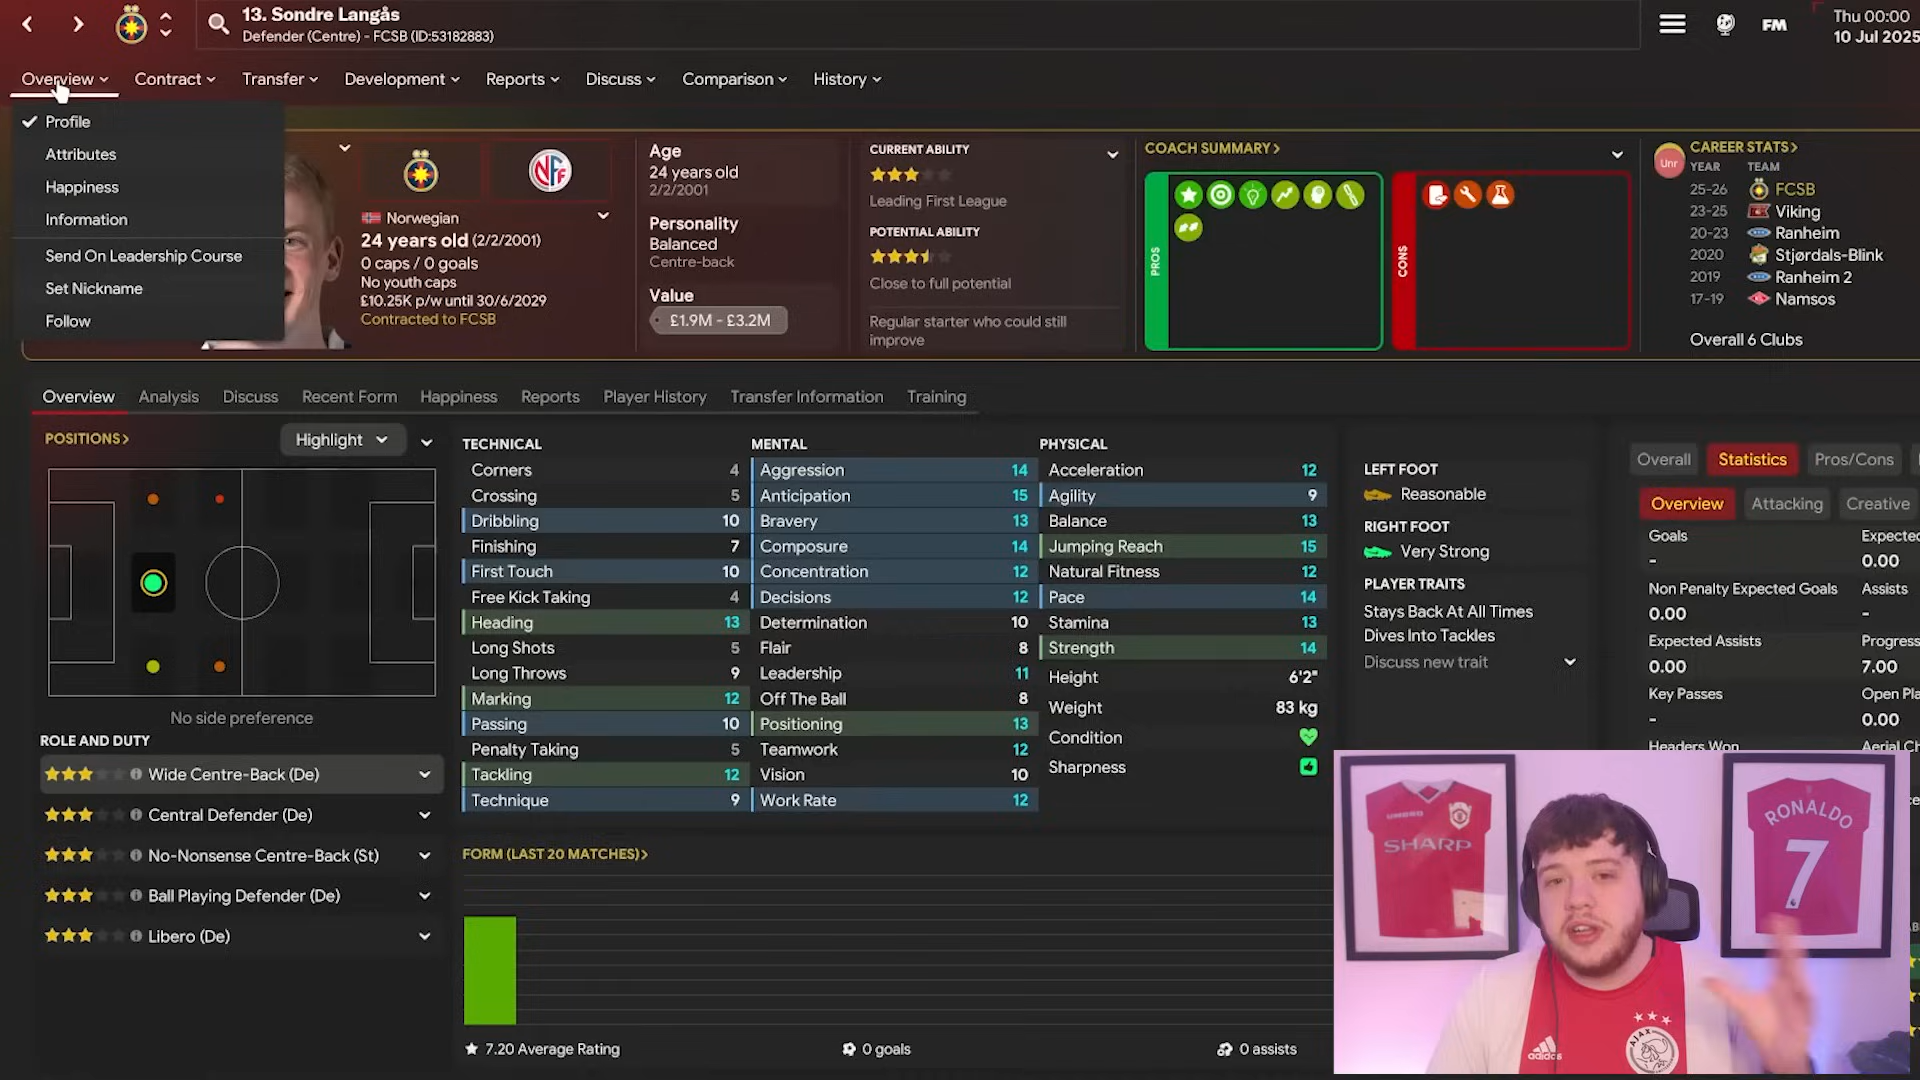 13. Sondre Langås
Defender (Centre) - FCSB (ID:53182883)
FM
Thu 00:00
10 Jul 2025
Overview
Contract
Transfer
Development
Reports
Discuss
Comparison
History
Profile
Attributes
Happiness
Information
Send On Leadership Course
Set Nickname
Follow
NFF
Norwegian
24 years old (2/2/2001)
0 caps / 0 goals
No youth caps
£10.25K p/w until 30/6/2029
Contracted to FCSB
Age
24 years old
2/2/2001
Personality
Balanced
Centre-back
Value
£1.9M - £3.2M
CURRENT ABILITY
Leading First League
POTENTIAL ABILITY
Close to full potential
Regular starter who could still
improve
COACH SUMMARY>
PROS
CONS
Unr
CAREER STATS>
YEAR TEAM
25-26 FCSB
23-25 Viking
20-23 Ranheim
2020 Stjørdals-Blink
2019 Ranheim 2
17-19 Namsos
Overall 6 Clubs
Overview
Analysis
Discuss
Recent Form
Happiness
Reports
Player History
Transfer Information
Training
POSITIONS>
Highlight
No side preference
ROLE AND DUTY
Wide Centre-Back (De)
Central Defender (De)
No-Nonsense Centre-Back (St)
Ball Playing Defender (De)
Libero (De)
TECHNICAL
Corners 4
Crossing 5
Dribbling 10
Finishing 7
First Touch 10
Free Kick Taking 4
Heading 13
Long Shots 5
Long Throws 9
Marking 12
Passing 10
Penalty Taking 5
Tackling 12
Technique 9
MENTAL
Aggression 14
Anticipation 15
Bravery 13
Composure 14
Concentration 12
Decisions 12
Determination 10
Flair 8
Leadership 11
Off The Ball 8
Positioning 13
Teamwork 12
Vision 10
Work Rate 12
PHYSICAL
Acceleration 12
Agility 9
Balance 13
Jumping Reach 15
Natural Fitness 12
Pace 14
Stamina 13
Strength 14
Height 6'2"
Weight 83 kg
Condition
Sharpness
LEFT FOOT
Reasonable
RIGHT FOOT
Very Strong
PLAYER TRAITS
Stays Back At All Times
Dives Into Tackles
Discuss new trait
Overall
Statistics
Pros/Cons
Overview
Attacking
Creative
Goals
-
Expected
0.00
Non Penalty Expected Goals
0.00
Assists
-
Expected Assists
0.00
Progres
7.00
Key Passes
-
Open Pla
0.00
Headers Won
Aerial Ch
FORM (LAST 20 MATCHES)>
7.20 Average Rating
0 goals
0 assists
UMBRO
SHARP
RONALDO
7
adidas
AJAX